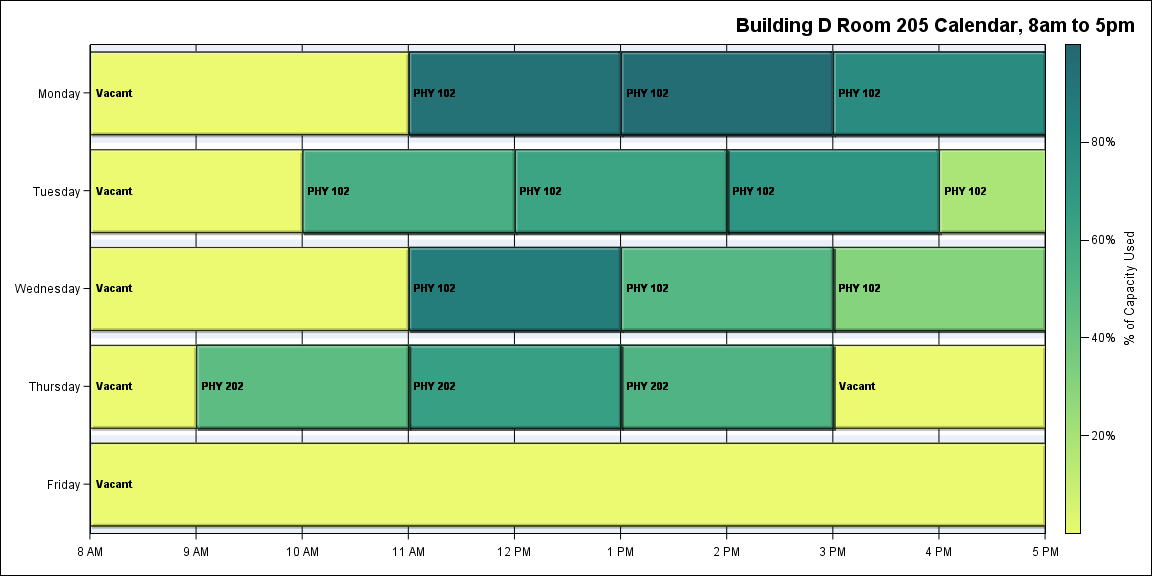 Building D Room 205 Calendar, 8am to 5pm
Monday
Vacant
PHY 102
PHY 102
PHY 102
Tuesday
Vacant
PHY 102
PHY 102
PHY 102
PHY 102
Wednesday
Vacant
PHY 102
PHY 102
PHY 102
Thursday
Vacant
PHY 202
PHY 202
PHY 202
Vacant
Friday
Vacant
8 AM
9 AM
10 AM
11 AM
12 PM
1 PM
2 PM
3 PM
4 PM
5 PM
80%
60%
40%
20%
% of Capacity Used